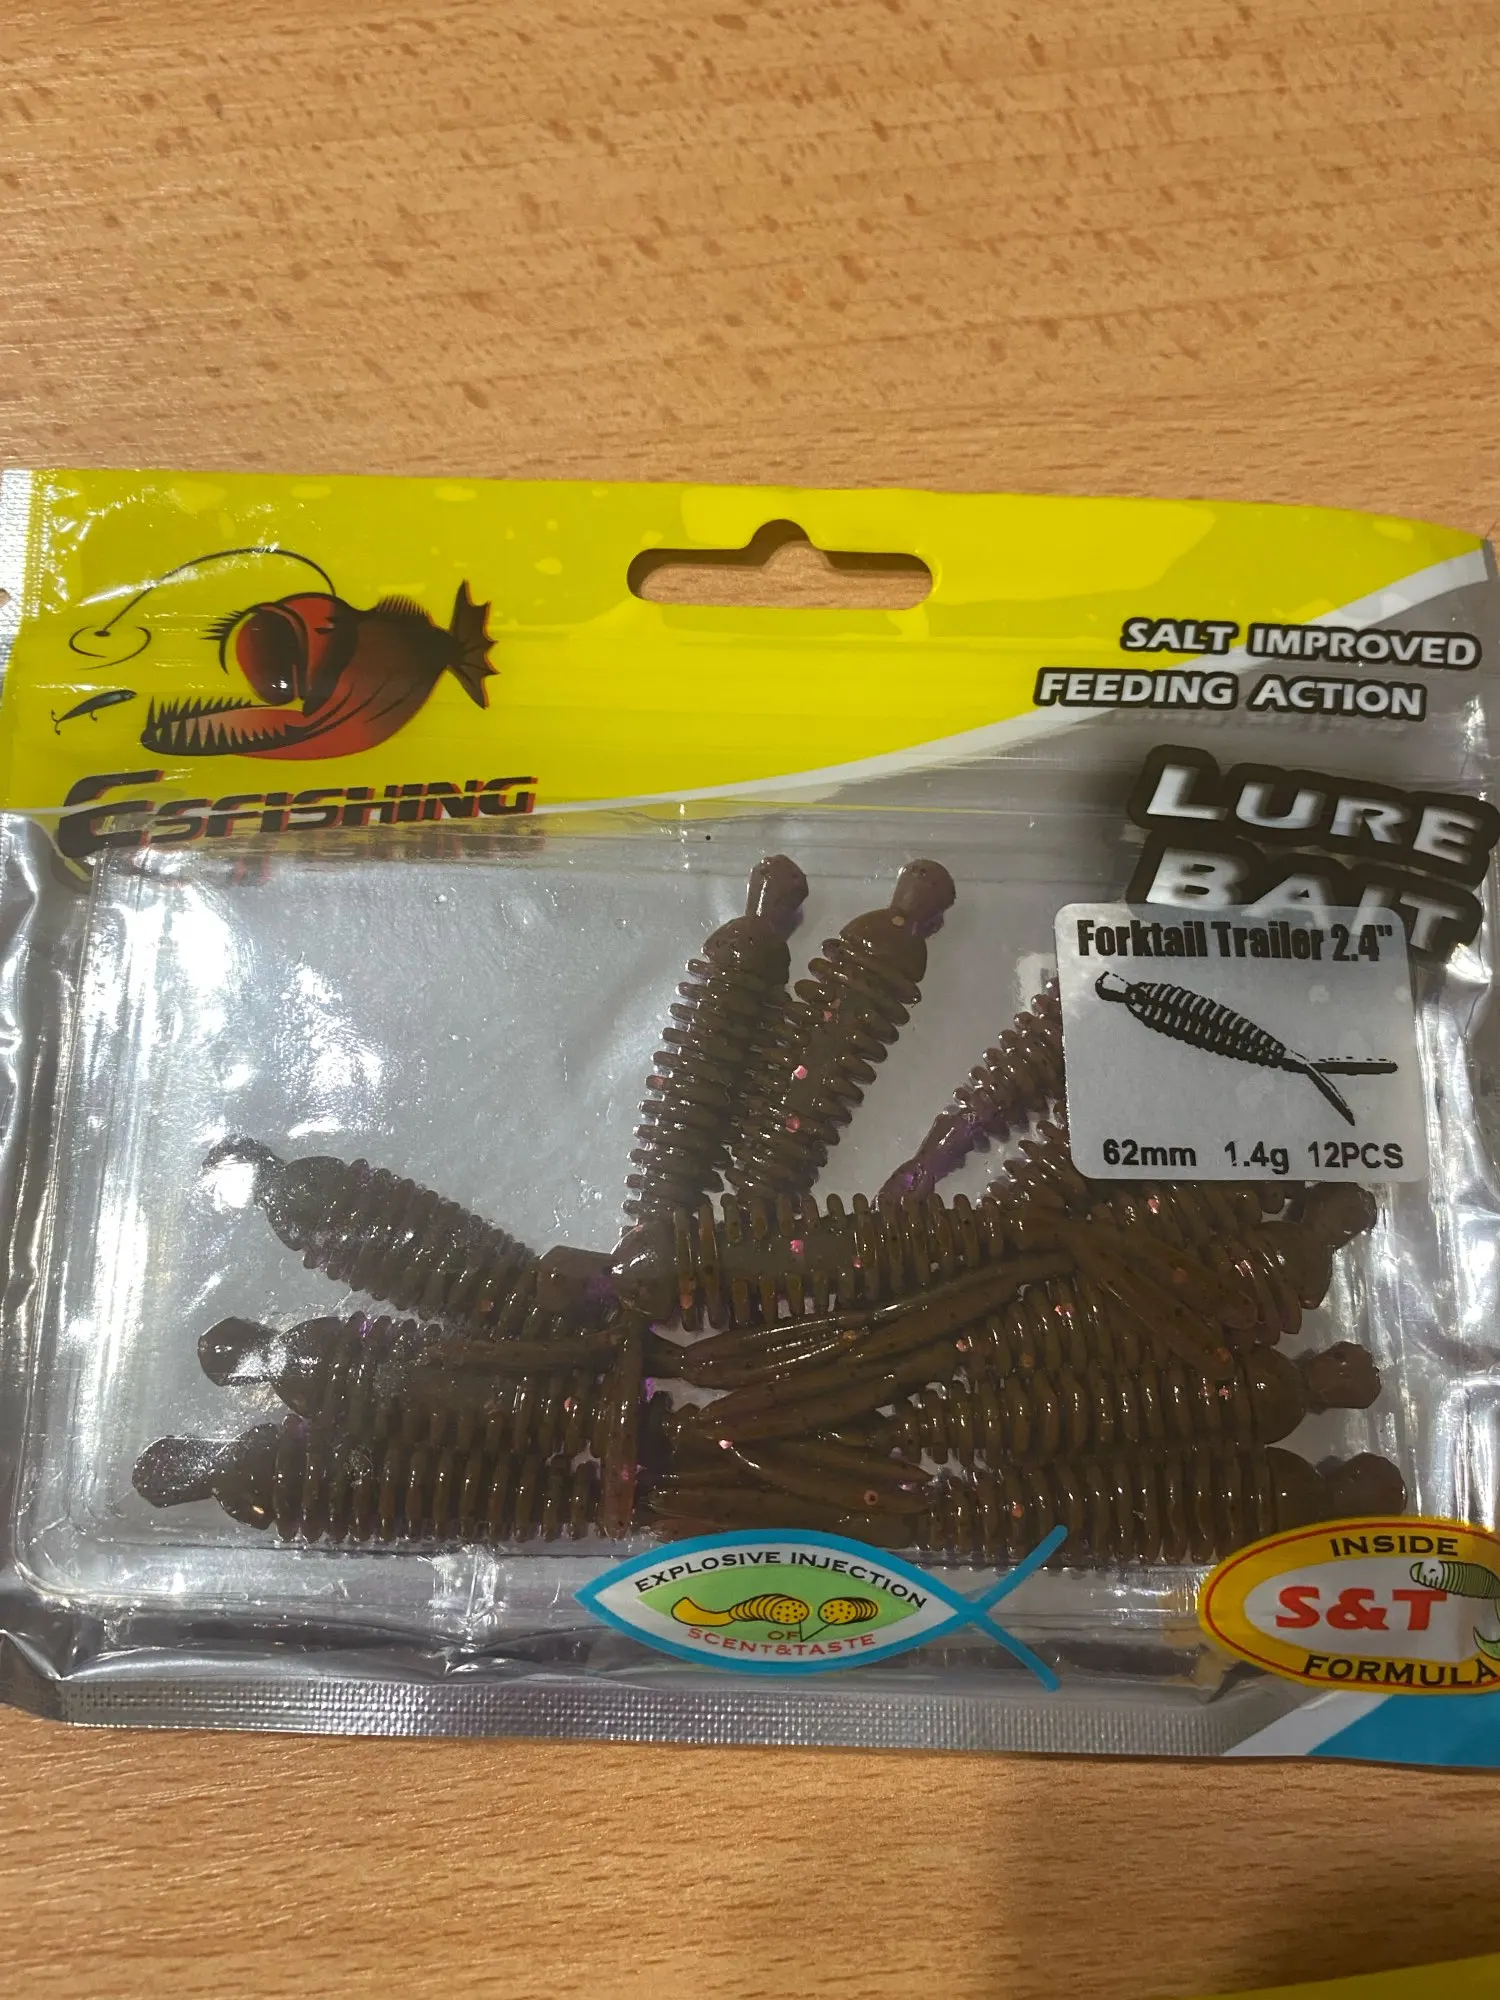 SALT IMPROVED
FEEDING ACTION
ESFISHING
LURE
BAIT
Forktail Trailer 2.4"
62mm 1.4g 12PCS
EXPLOSIVE INJECTION
OF
SCENT&TASTE
INSIDE
S&T
FORMULA